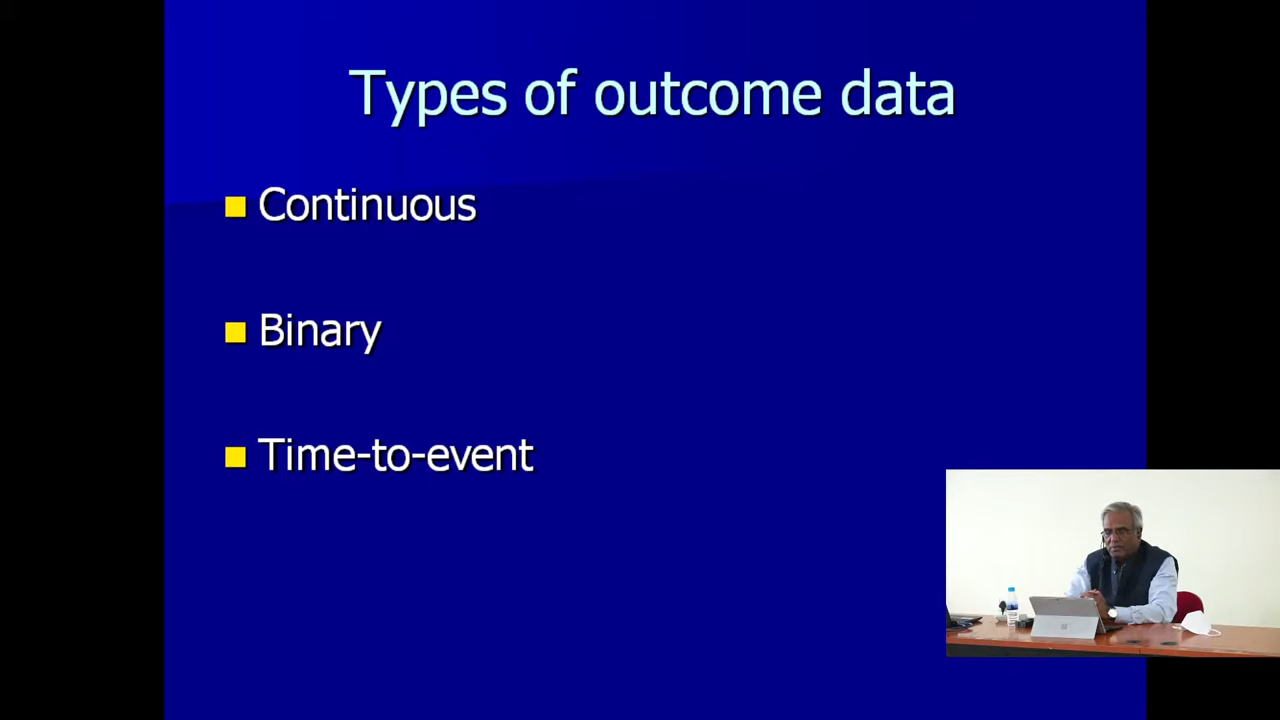 Types of outcome data
Continuous
Binary
Time-to-event